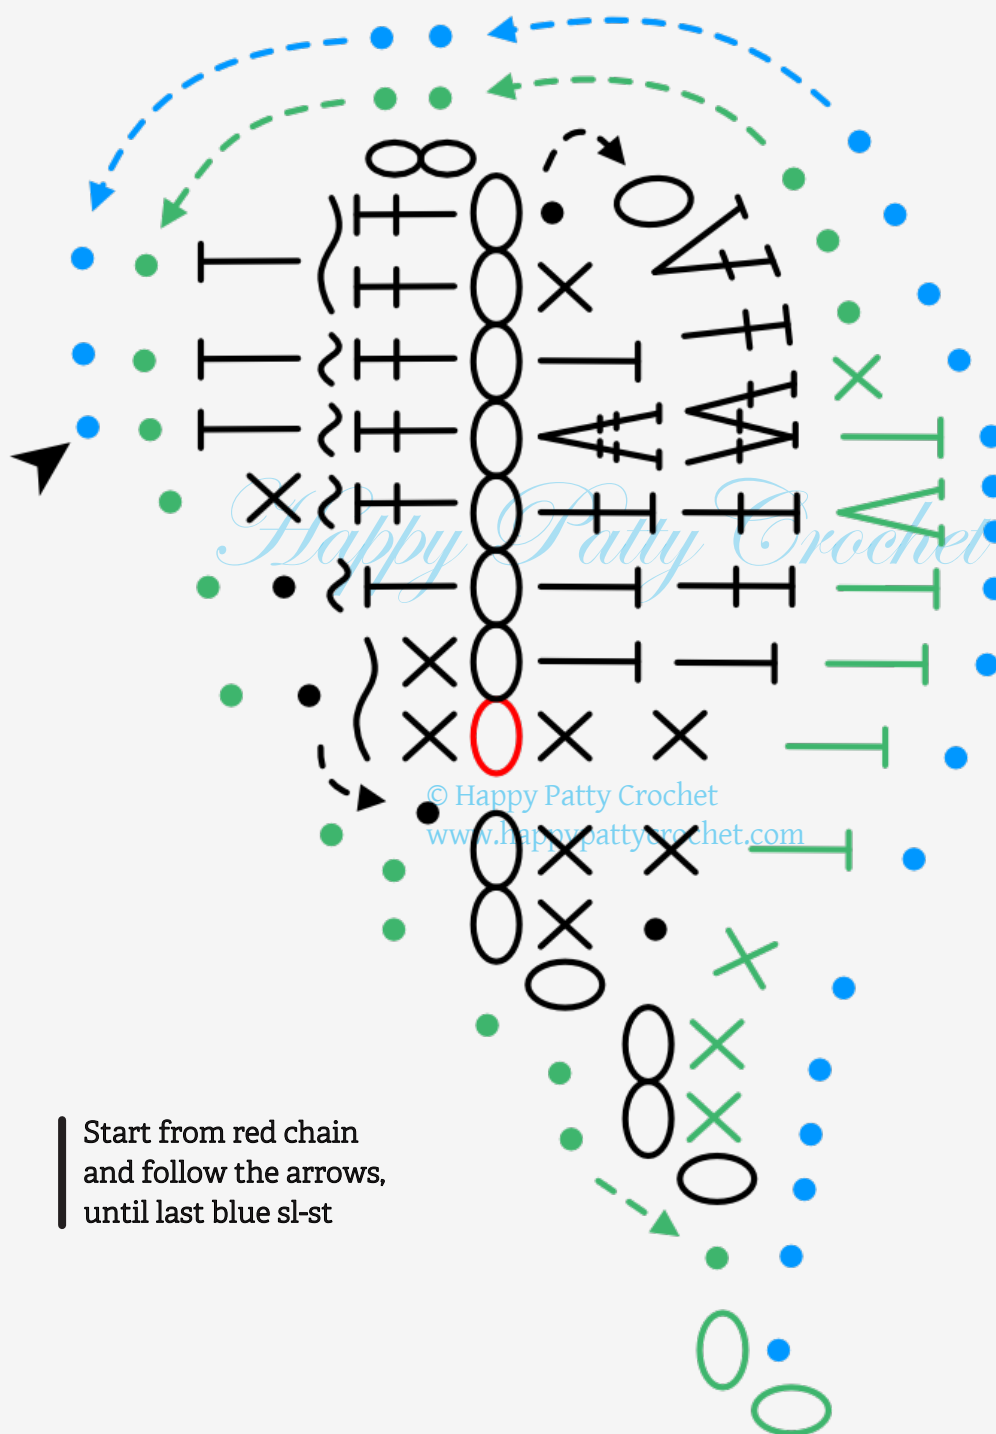 Happy Patty Crochet
© Happy Patty Crochet
www.happypattycrochet.com
Start from red chain
and follow the arrows,
until last blue sl-st